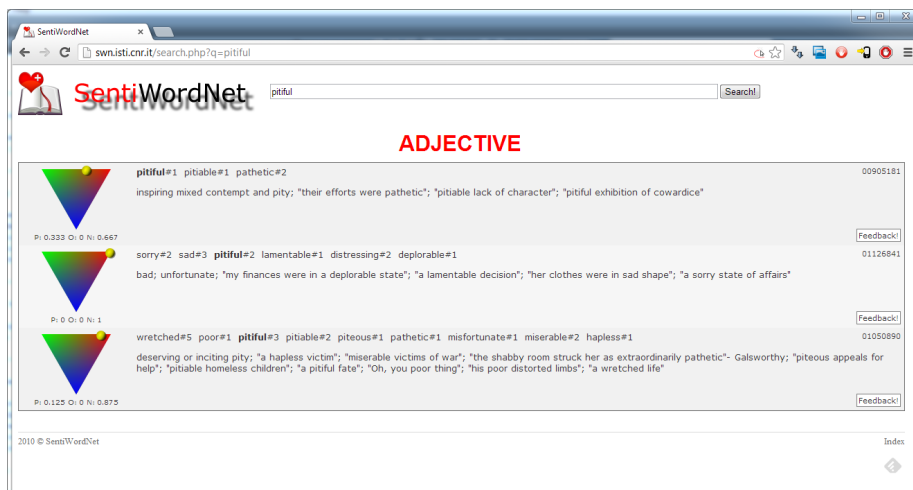 SentiWordNet
swn.isti.cnr.it/search.php?q=pitiful
SentiWordNet
pitiful
Search!
ADJECTIVE
pitiful#1 pitiable#1 pathetic#2
00905181
inspiring mixed contempt and pity; "their efforts were pathetic"; "pitiable lack of character"; "pitiful exhibition of cowardice"
P: 0.333 O: 0 N: 0.667
Feedback!
sorry#2 sad#3 pitiful#2 lamentable#1 distressing#2 deplorable#1
01126841
bad; unfortunate; "my finances were in a deplorable state"; "a lamentable decision"; "her clothes were in sad shape"; "a sorry state of affairs"
P: 0 O: 0 N: 1
Feedback!
wretched#5 poor#1 pitiful#3 pitiable#2 piteous#1 pathetic#1 misfortunate#1 miserable#2 hapless#1
01050890
deserving or inciting pity; "a hapless victim"; "miserable victims of war"; "the shabby room struck her as extraordinarily pathetic"- Galsworthy; "piteous appeals for
help"; "pitiable homeless children"; "a pitiful fate"; "Oh, you poor thing"; "his poor distorted limbs"; "a wretched life"
P: 0.125 O: 0 N: 0.875
Feedback!
2010 © SentiWordNet
Index